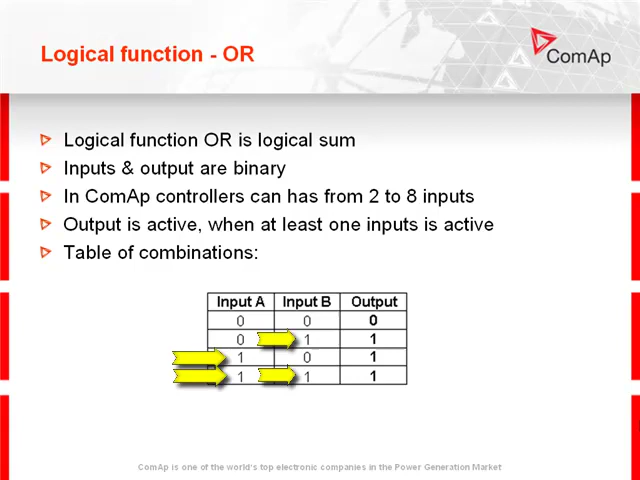 Logical function - OR
ComAp
Logical function OR is logical sum
Inputs & output are binary
In ComAp controllers can has from 2 to 8 inputs
Output is active, when at least one inputs is active
Table of combinations:
Input A Input B Output
0 0 0
0 1 1
1 0 1
1 1 1
ComAp is one of the world's top electronic companies in the Power Generation Market